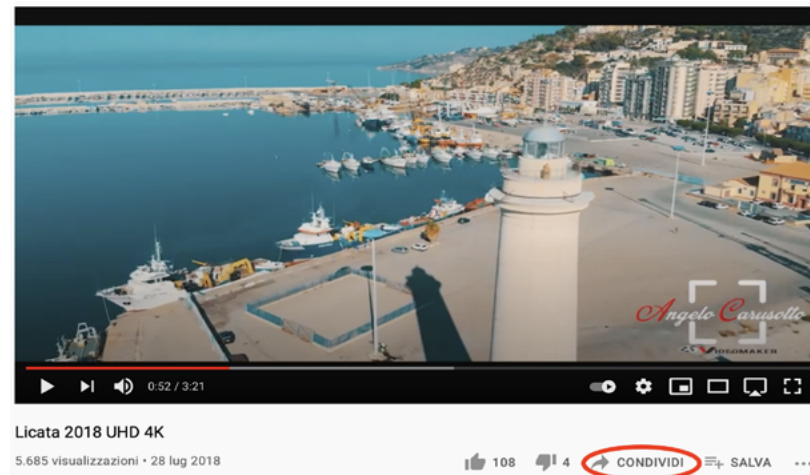 Angelo Carusotto
VIDEOMAKER
0:52 / 3:21
Licata 2018 UHD 4K
5.685 visualizzazioni • 28 lug 2018
108
4
CONDIVIDI
SALVA